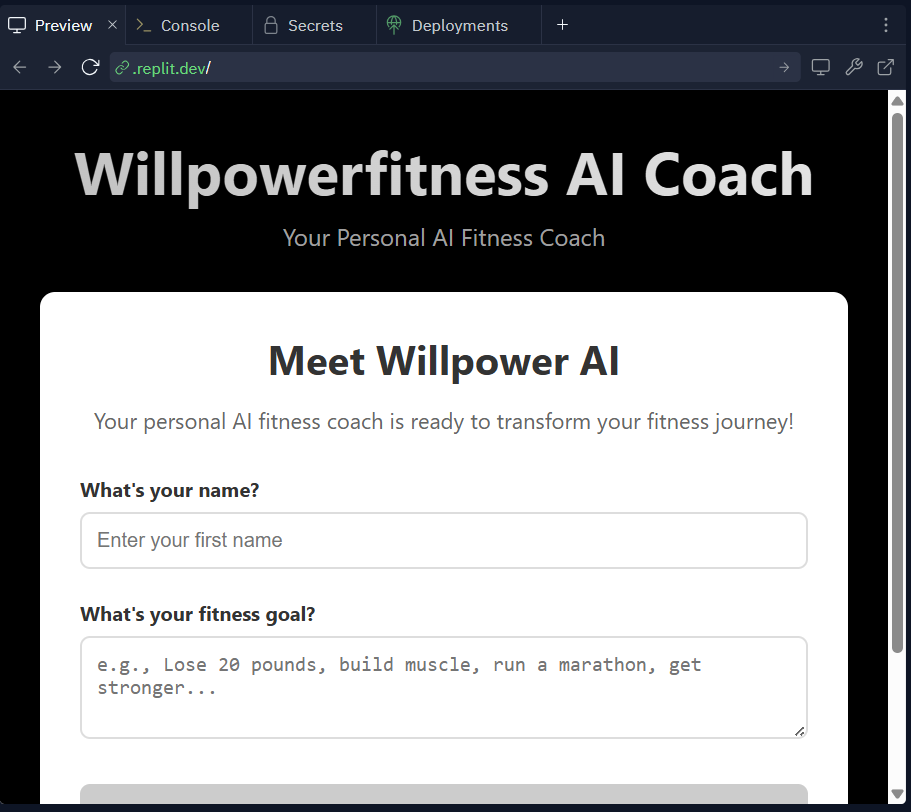 Preview
Console
Secrets
Deployments
.replit.dev/
Willpowerfitness AI Coach
Your Personal AI Fitness Coach
Meet Willpower AI
Your personal AI fitness coach is ready to transform your fitness journey!
What's your name?
Enter your first name
What's your fitness goal?
e.g., Lose 20 pounds, build muscle, run a marathon, get
stronger...